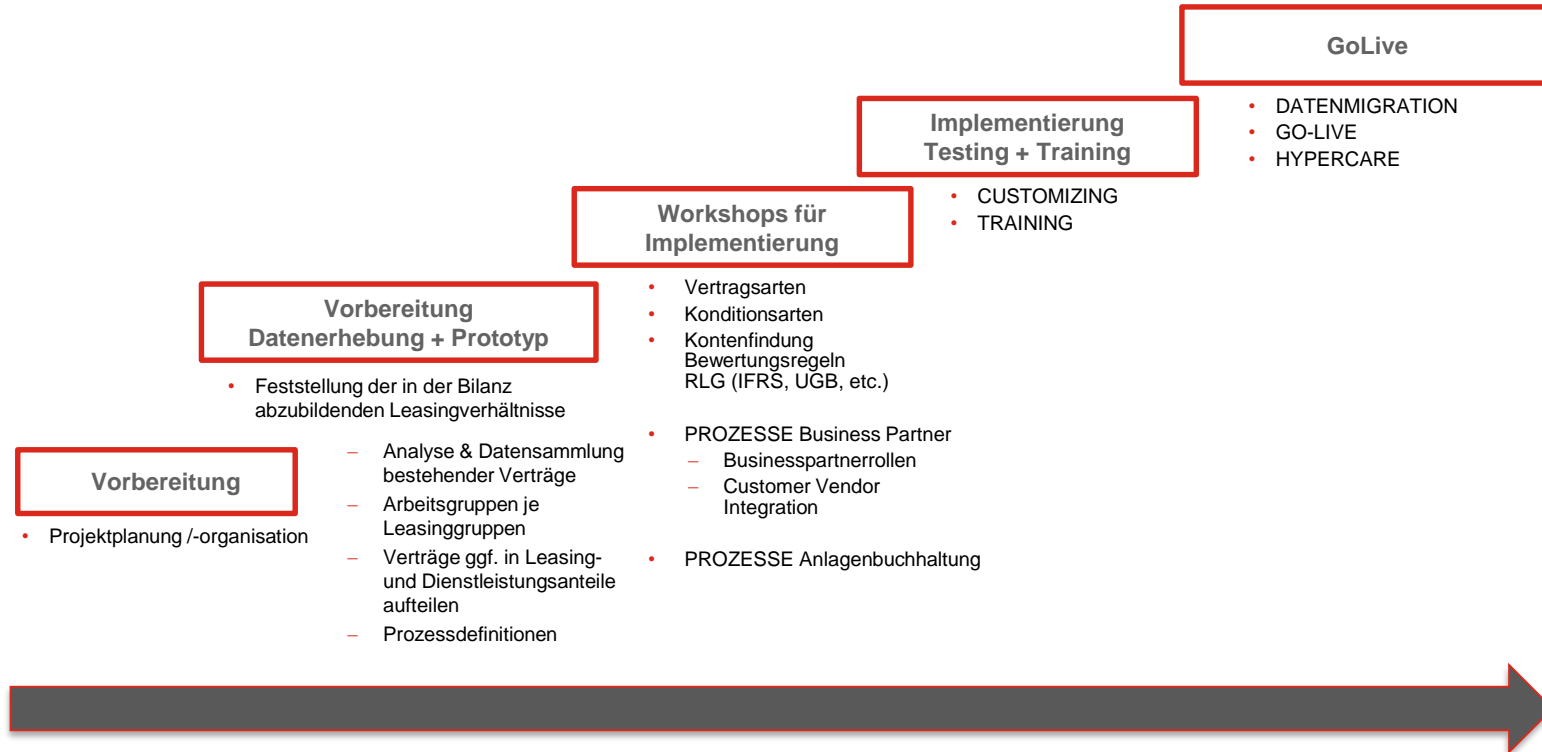 Vorbereitung
• Projektplanung /-organisation
Vorbereitung
Datenerhebung + Prototyp
• Feststellung der in der Bilanz
abzubildenden Leasingverhältnisse
– Analyse & Datensammlung
bestehender Verträge
– Arbeitsgruppen je
Leasinggruppen
– Verträge ggf. in Leasing-
und Dienstleistungsanteile
aufteilen
– Prozessdefinitionen
Workshops für
Implementierung
• Vertragsarten
• Konditionsarten
• Kontenfindung
Bewertungsregeln
RLG (IFRS, UGB, etc.)
• PROZESSE Business Partner
– Businesspartnerrollen
– Customer Vendor
Integration
• PROZESSE Anlagenbuchhaltung
Implementierung
Testing + Training
• CUSTOMIZING
• TRAINING
GoLive
• DATENMIGRATION
• GO-LIVE
• HYPERCARE